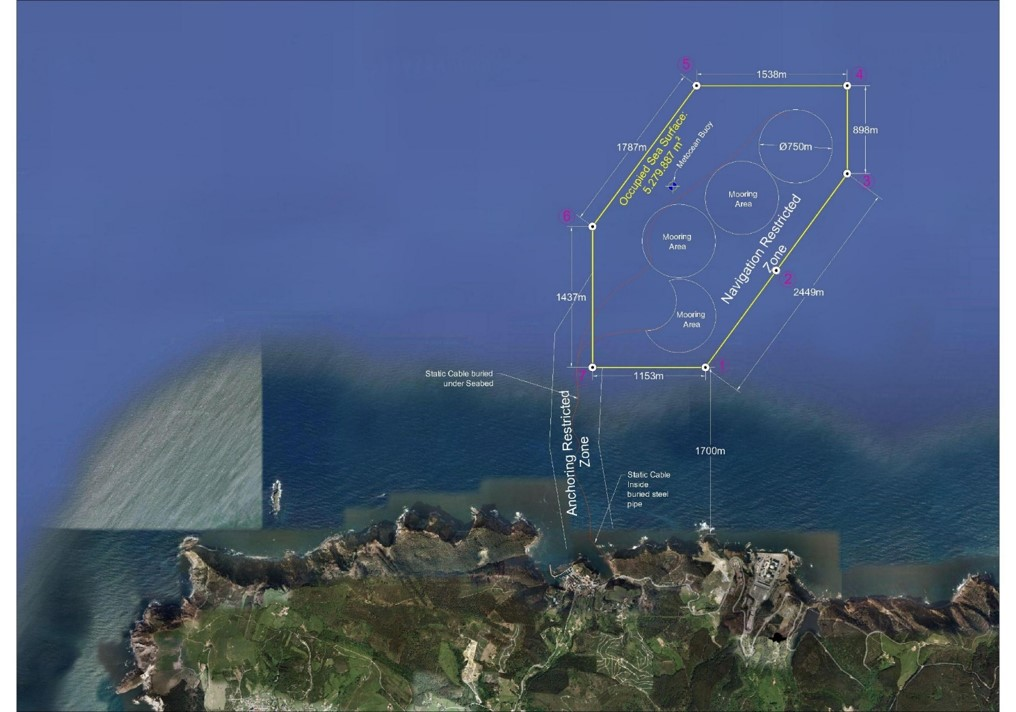 5
1538m
4
898m
1787m
Occupied Sea Surface:
5.279.887 m²
Metocean Buoy
Ø750m
3
Mooring
Area
6
Mooring
Area
Navigation Restricted
Zone
2
2449m
1437m
Mooring
Area
7
1153m
1
Static Cable buried
under Seabed
Anchoring Restricted
Zone
1700m
Static Cable
Inside
buried steel
pipe